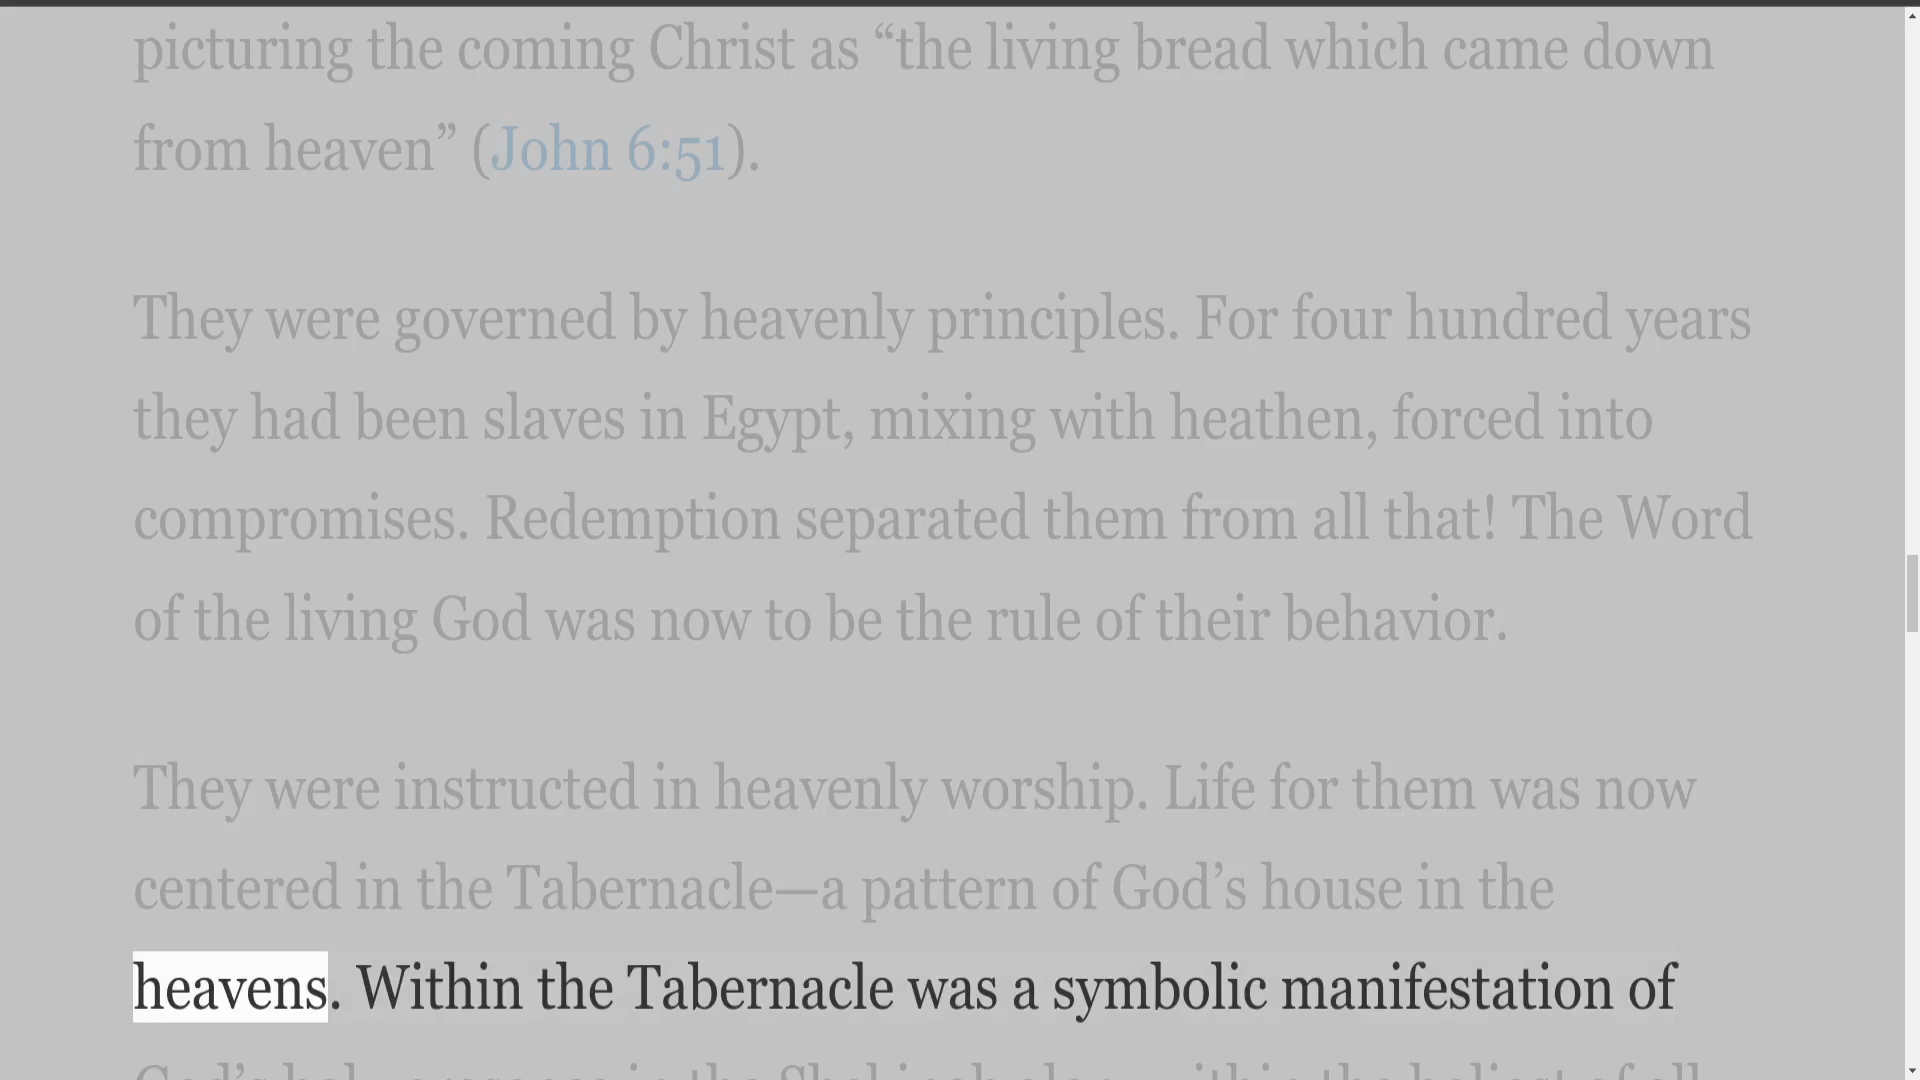 picturing the coming Christ as “the living bread which came down
from heaven” (John 6:51).
They were governed by heavenly principles. For four hundred years
they had been slaves in Egypt, mixing with heathen, forced into
compromises. Redemption separated them from all that! The Word
of the living God was now to be the rule of their behavior.
They were instructed in heavenly worship. Life for them was now
centered in the Tabernacle—a pattern of God’s house in the
heavens. Within the Tabernacle was a symbolic manifestation of